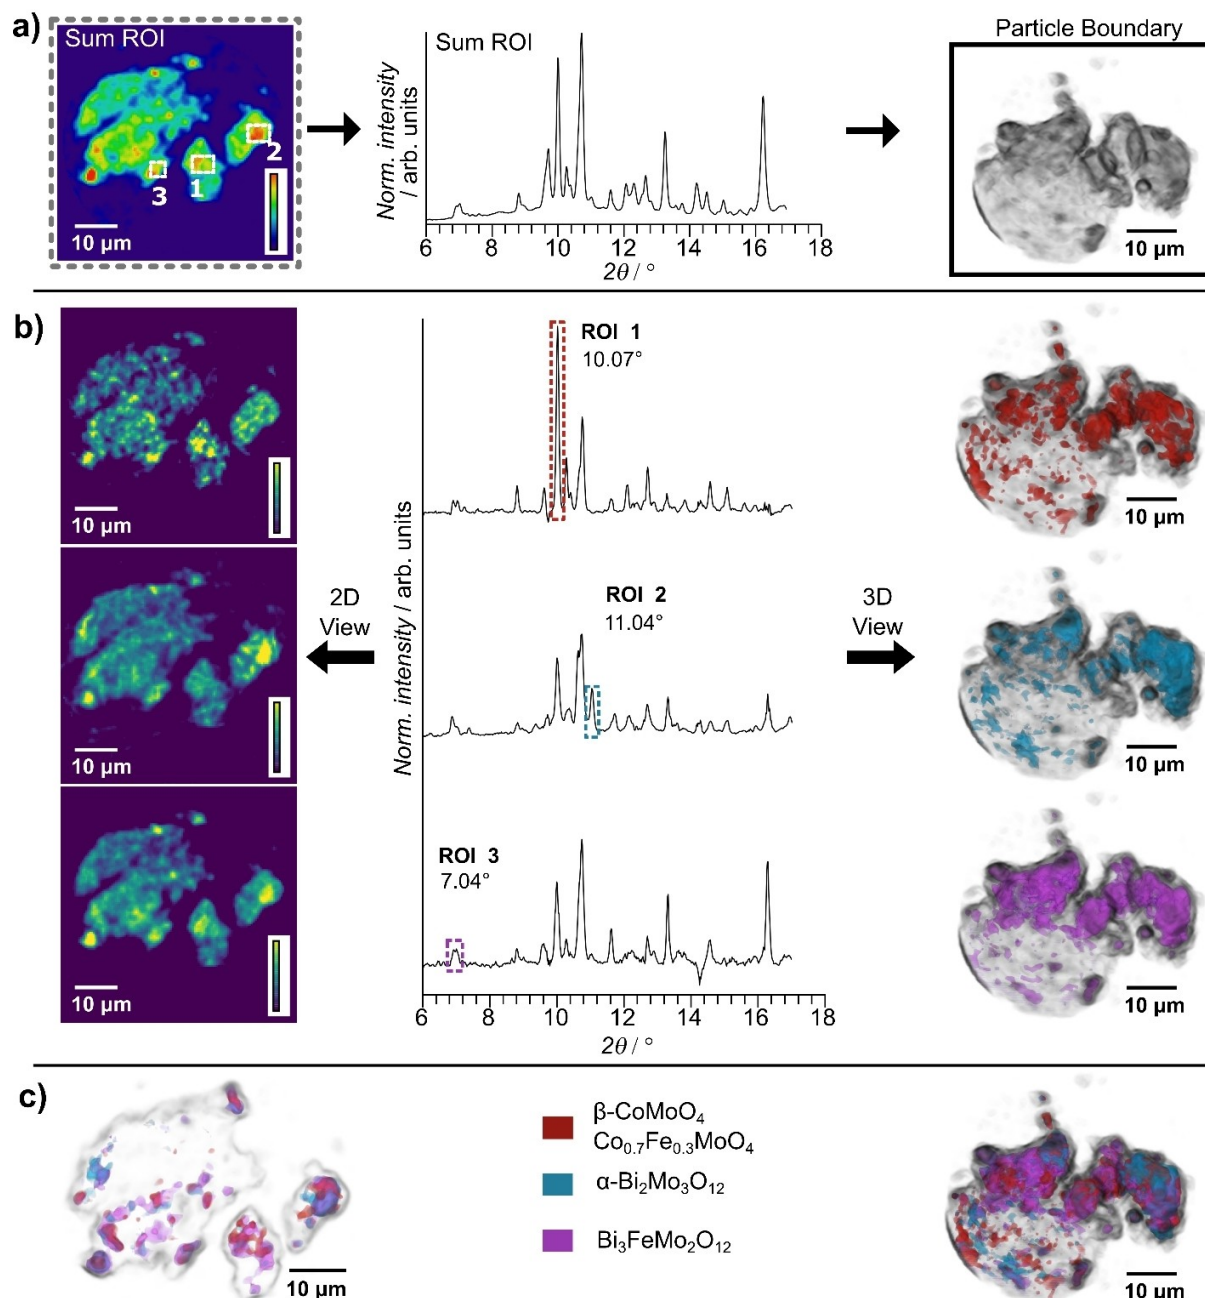 a)
Sum ROI
1
2
3
10 µm
Norm. intensity
/ arb. units
Sum ROI
6 8 10 12 14 16 18
2θ / °
Particle Boundary
10 µm
b)
10 µm
10 µm
10 µm
2D
View
Norm. intensity / arb. units
ROI 1
10.07°
ROI 2
11.04°
ROI 3
7.04°
6 8 10 12 14 16 18
2θ / °
3D
View
10 µm
10 µm
10 µm
c)
10 µm
β-CoMoO₄
Co₀.₇Fe₀.₃MoO₄
α-Bi₂Mo₃O₁₂
Bi₃FeMo₂O₁₂
10 µm